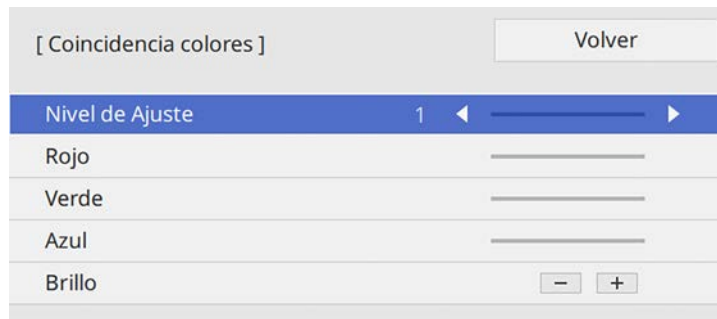 [ Coincidencia colores ] Volver
Nivel de Ajuste 1
Rojo
Verde
Azul
Brillo − +